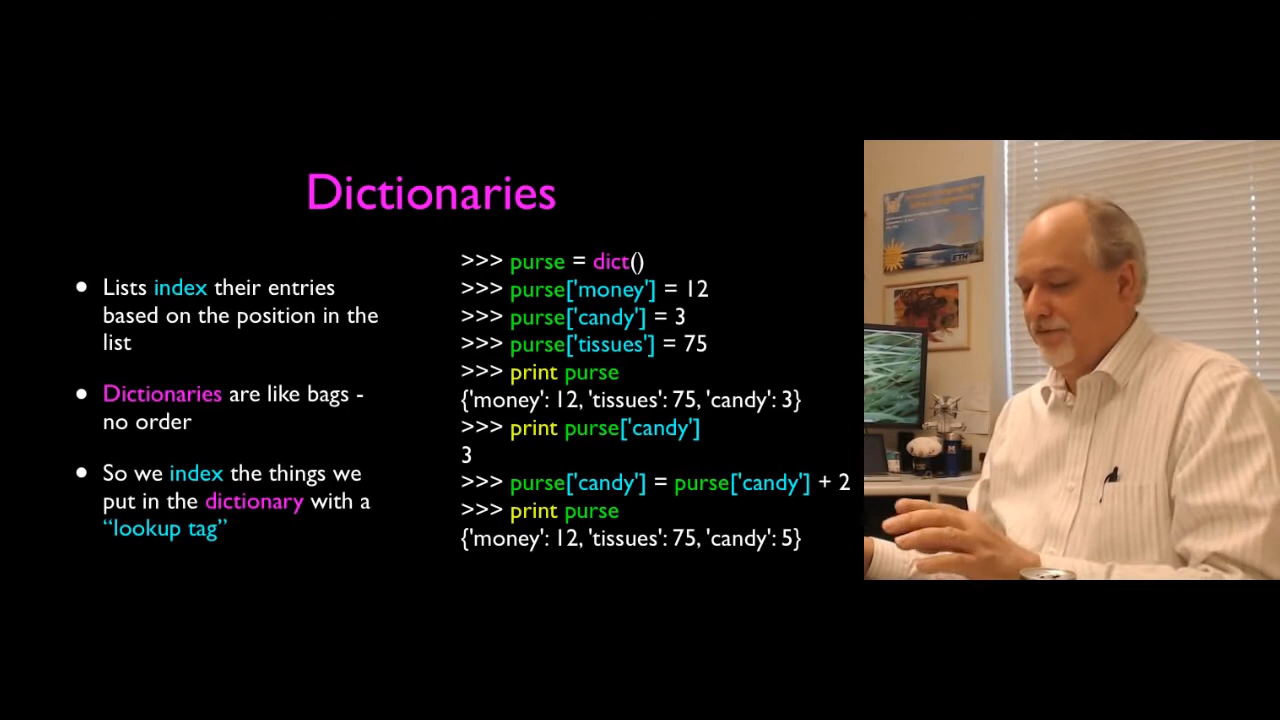 Dictionaries
Lists index their entries
based on the position in the
list
Dictionaries are like bags -
no order
So we index the things we
put in the dictionary with a
“lookup tag”
>>> purse = dict()
>>> purse['money'] = 12
>>> purse['candy'] = 3
>>> purse['tissues'] = 75
>>> print purse
{'money': 12, 'tissues': 75, 'candy': 3}
>>> print purse['candy']
3
>>> purse['candy'] = purse['candy'] + 2
>>> print purse
{'money': 12, 'tissues': 75, 'candy': 5}
ETH